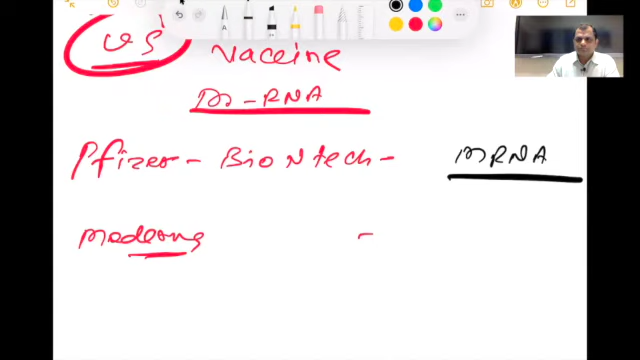 US'
Vaccine
m-RNA
Pfizer - BioNtech - mRNA
Moderna -